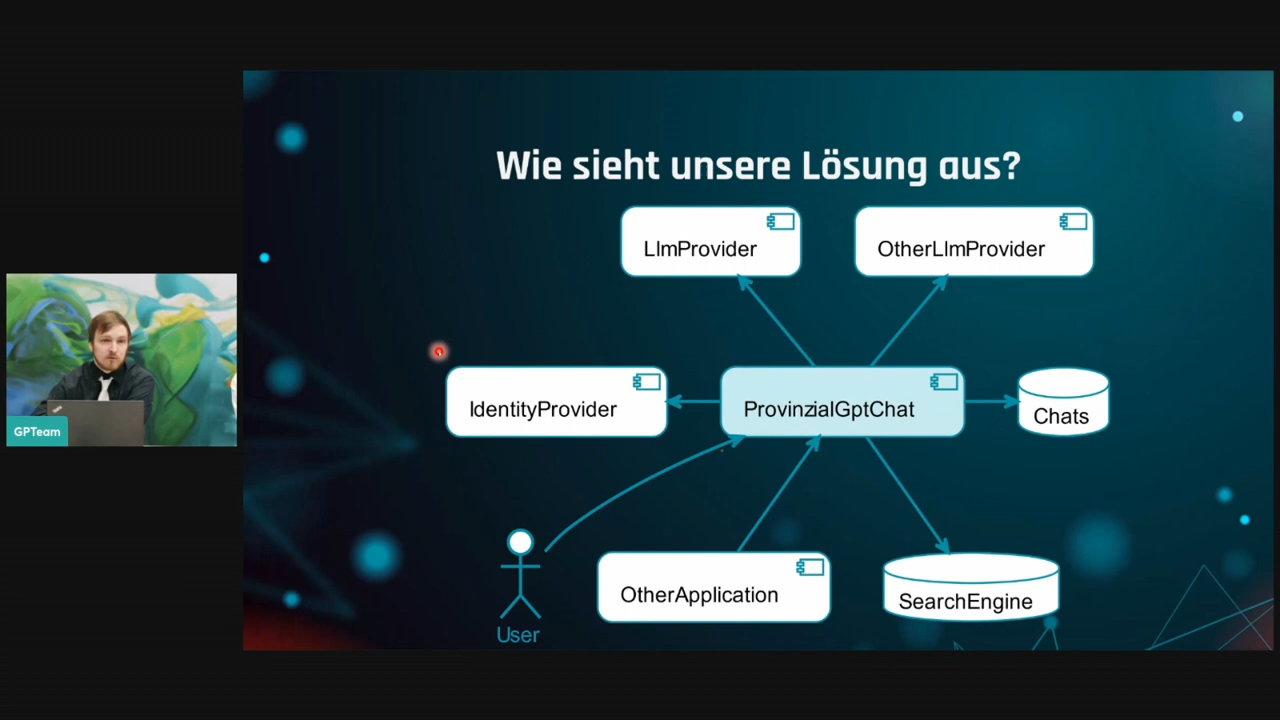 Wie sieht unsere Lösung aus?
LlmProvider
OtherLlmProvider
IdentityProvider
ProvinzialGptChat
Chats
GPTeam
OtherApplication
SearchEngine
User